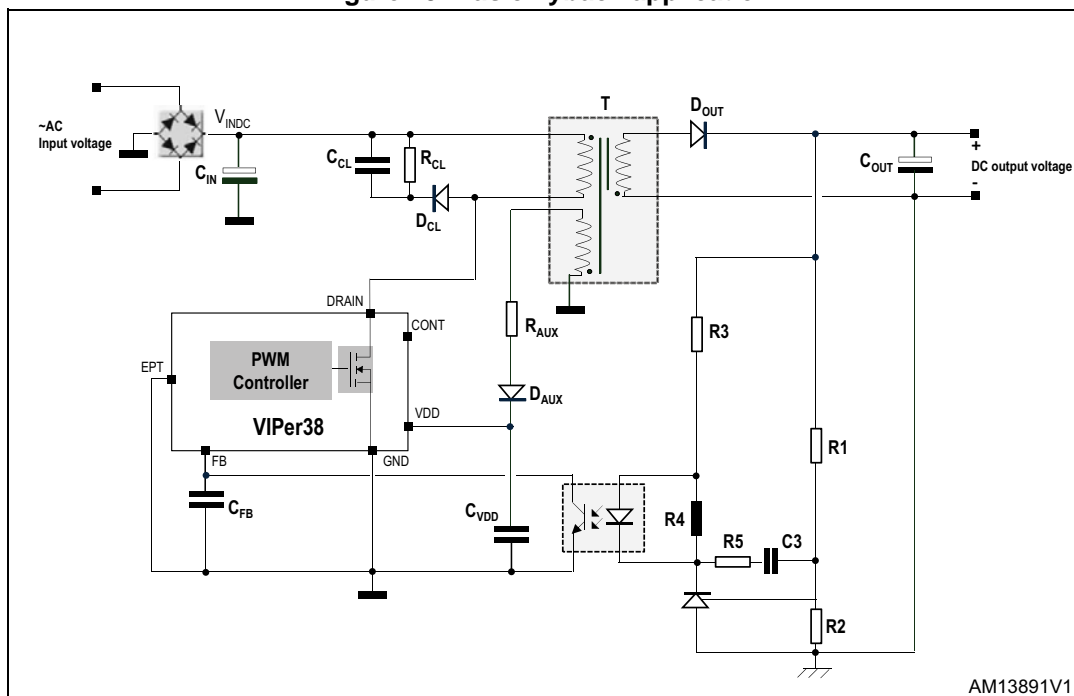 T
D_OUT
~AC
Input voltage
V_INDC
C_IN
C_CL
R_CL
D_CL
C_OUT
+
DC output voltage
-
DRAIN
CONT
R_AUX
R3
EPT
PWM
Controller
D_AUX
VDD
VIPer38
R1
FB
GND
C_FB
C_VDD
R4
R5
C3
R2
AM13891V1